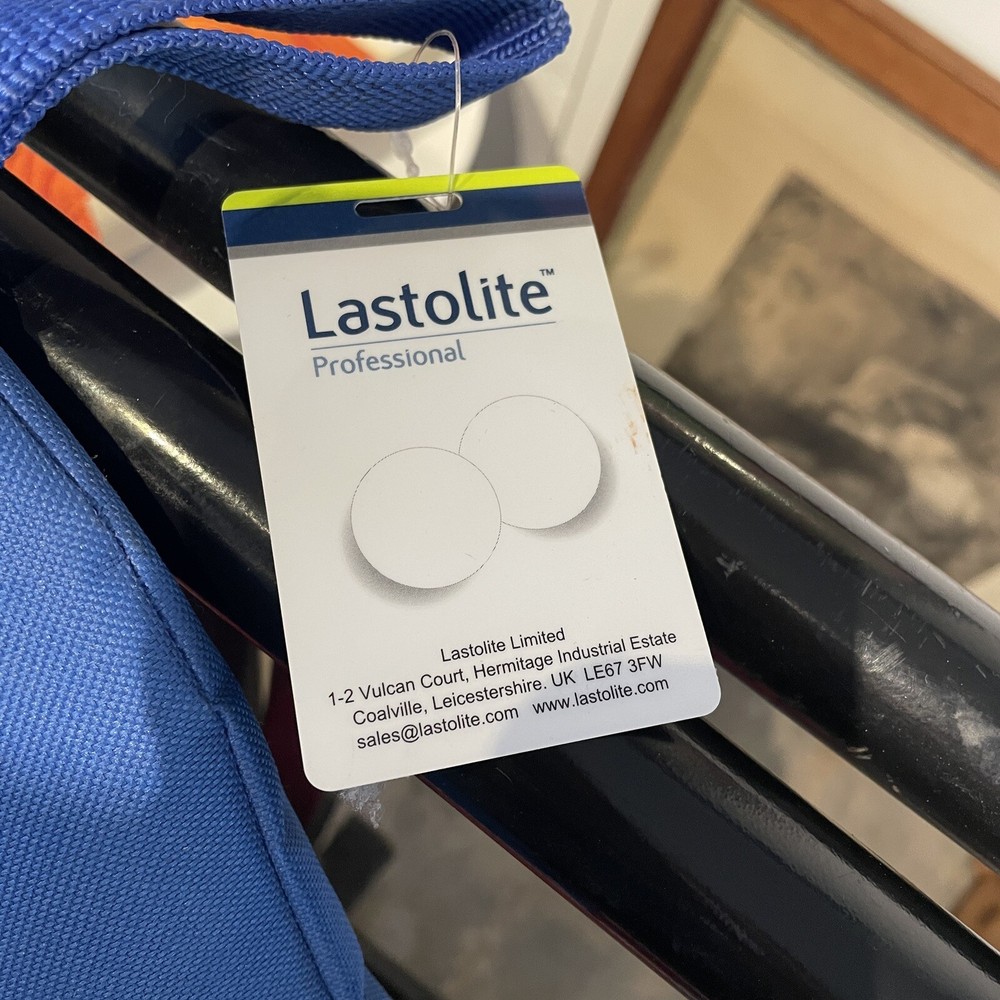 Lastolite™
Professional
Lastolite Limited
1-2 Vulcan Court, Hermitage Industrial Estate
Coalville, Leicestershire. UK LE67 3FW
sales@lastolite.com www.lastolite.com